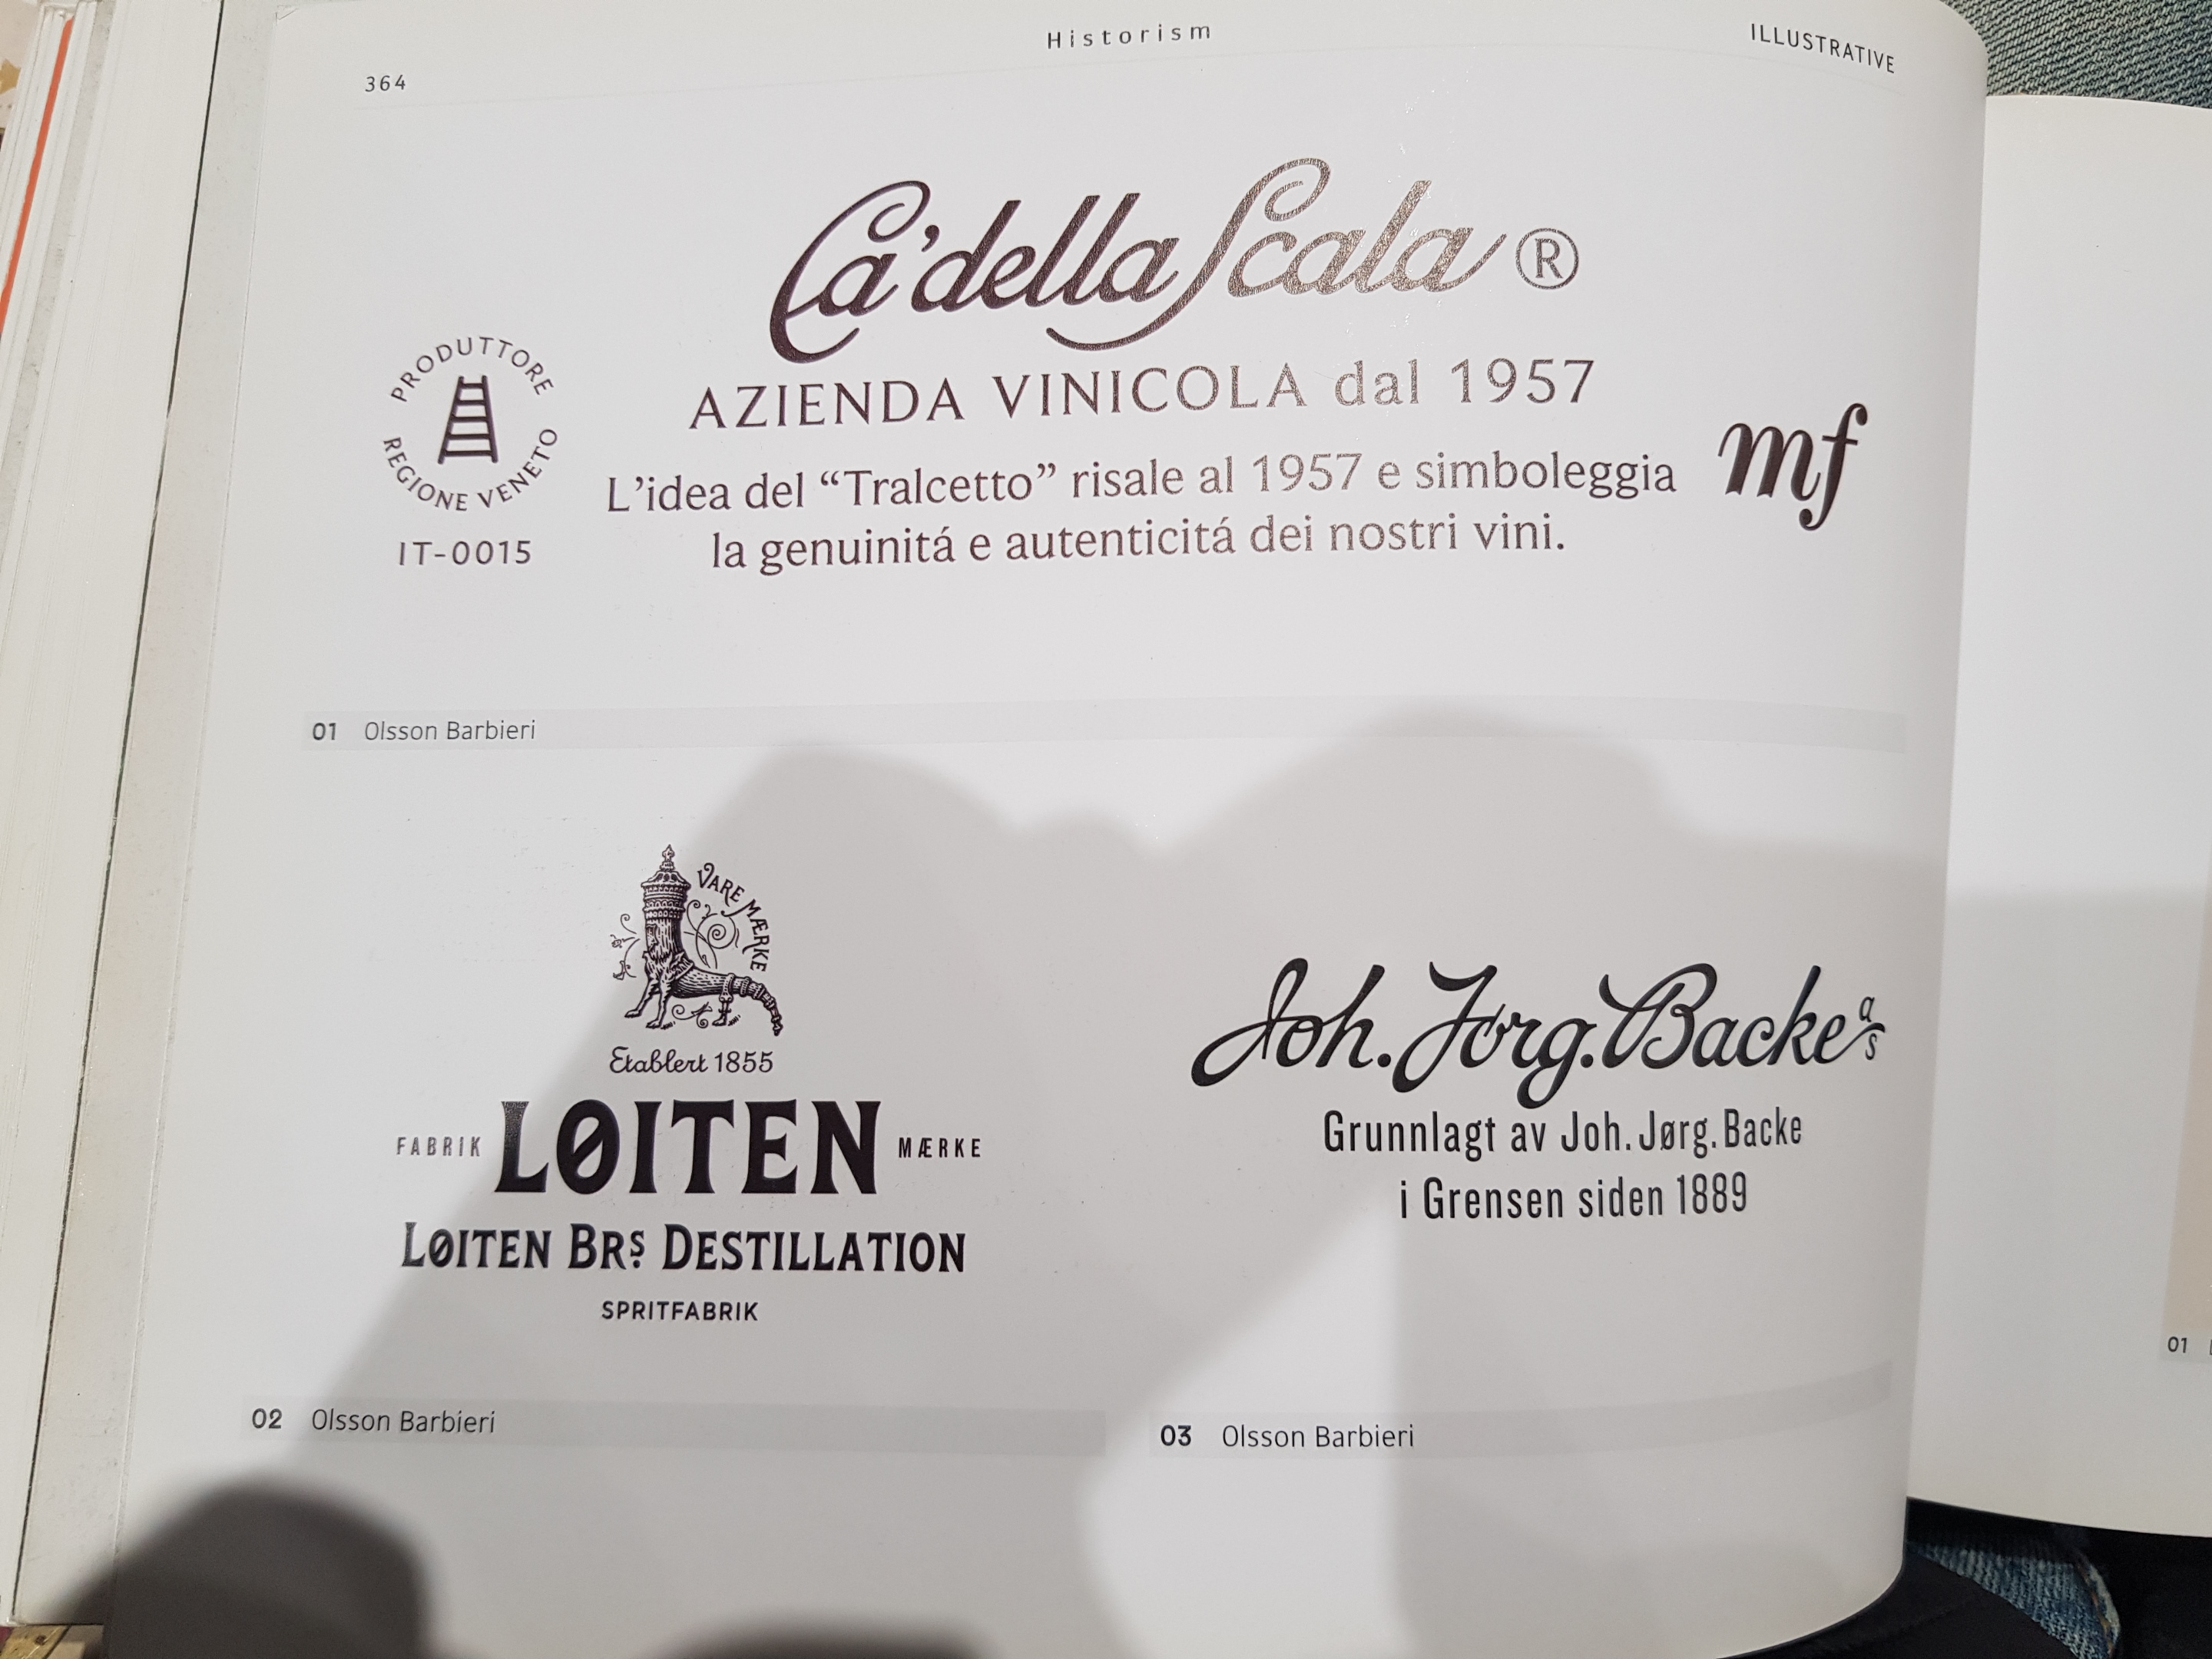 364
Historism
ILLUSTRATIVE
Ca'della Scala ®
AZIENDA VINICOLA dal 1957
L'idea del “Tralcetto” risale al 1957 e simboleggia
la genuinitá e autenticitá dei nostri vini.
PRODUTTORE
REGIONE VENETO
IT-0015
mf
01 Olsson Barbieri
VARE MÆRKE
Etablert 1855
FABRIK LØITEN MÆRKE
LØITEN BRS DESTILLATION
SPRITFABRIK
02 Olsson Barbieri
Joh. Jørg. Backe as
Grunnlagt av Joh. Jørg. Backe
i Grensen siden 1889
03 Olsson Barbieri
01